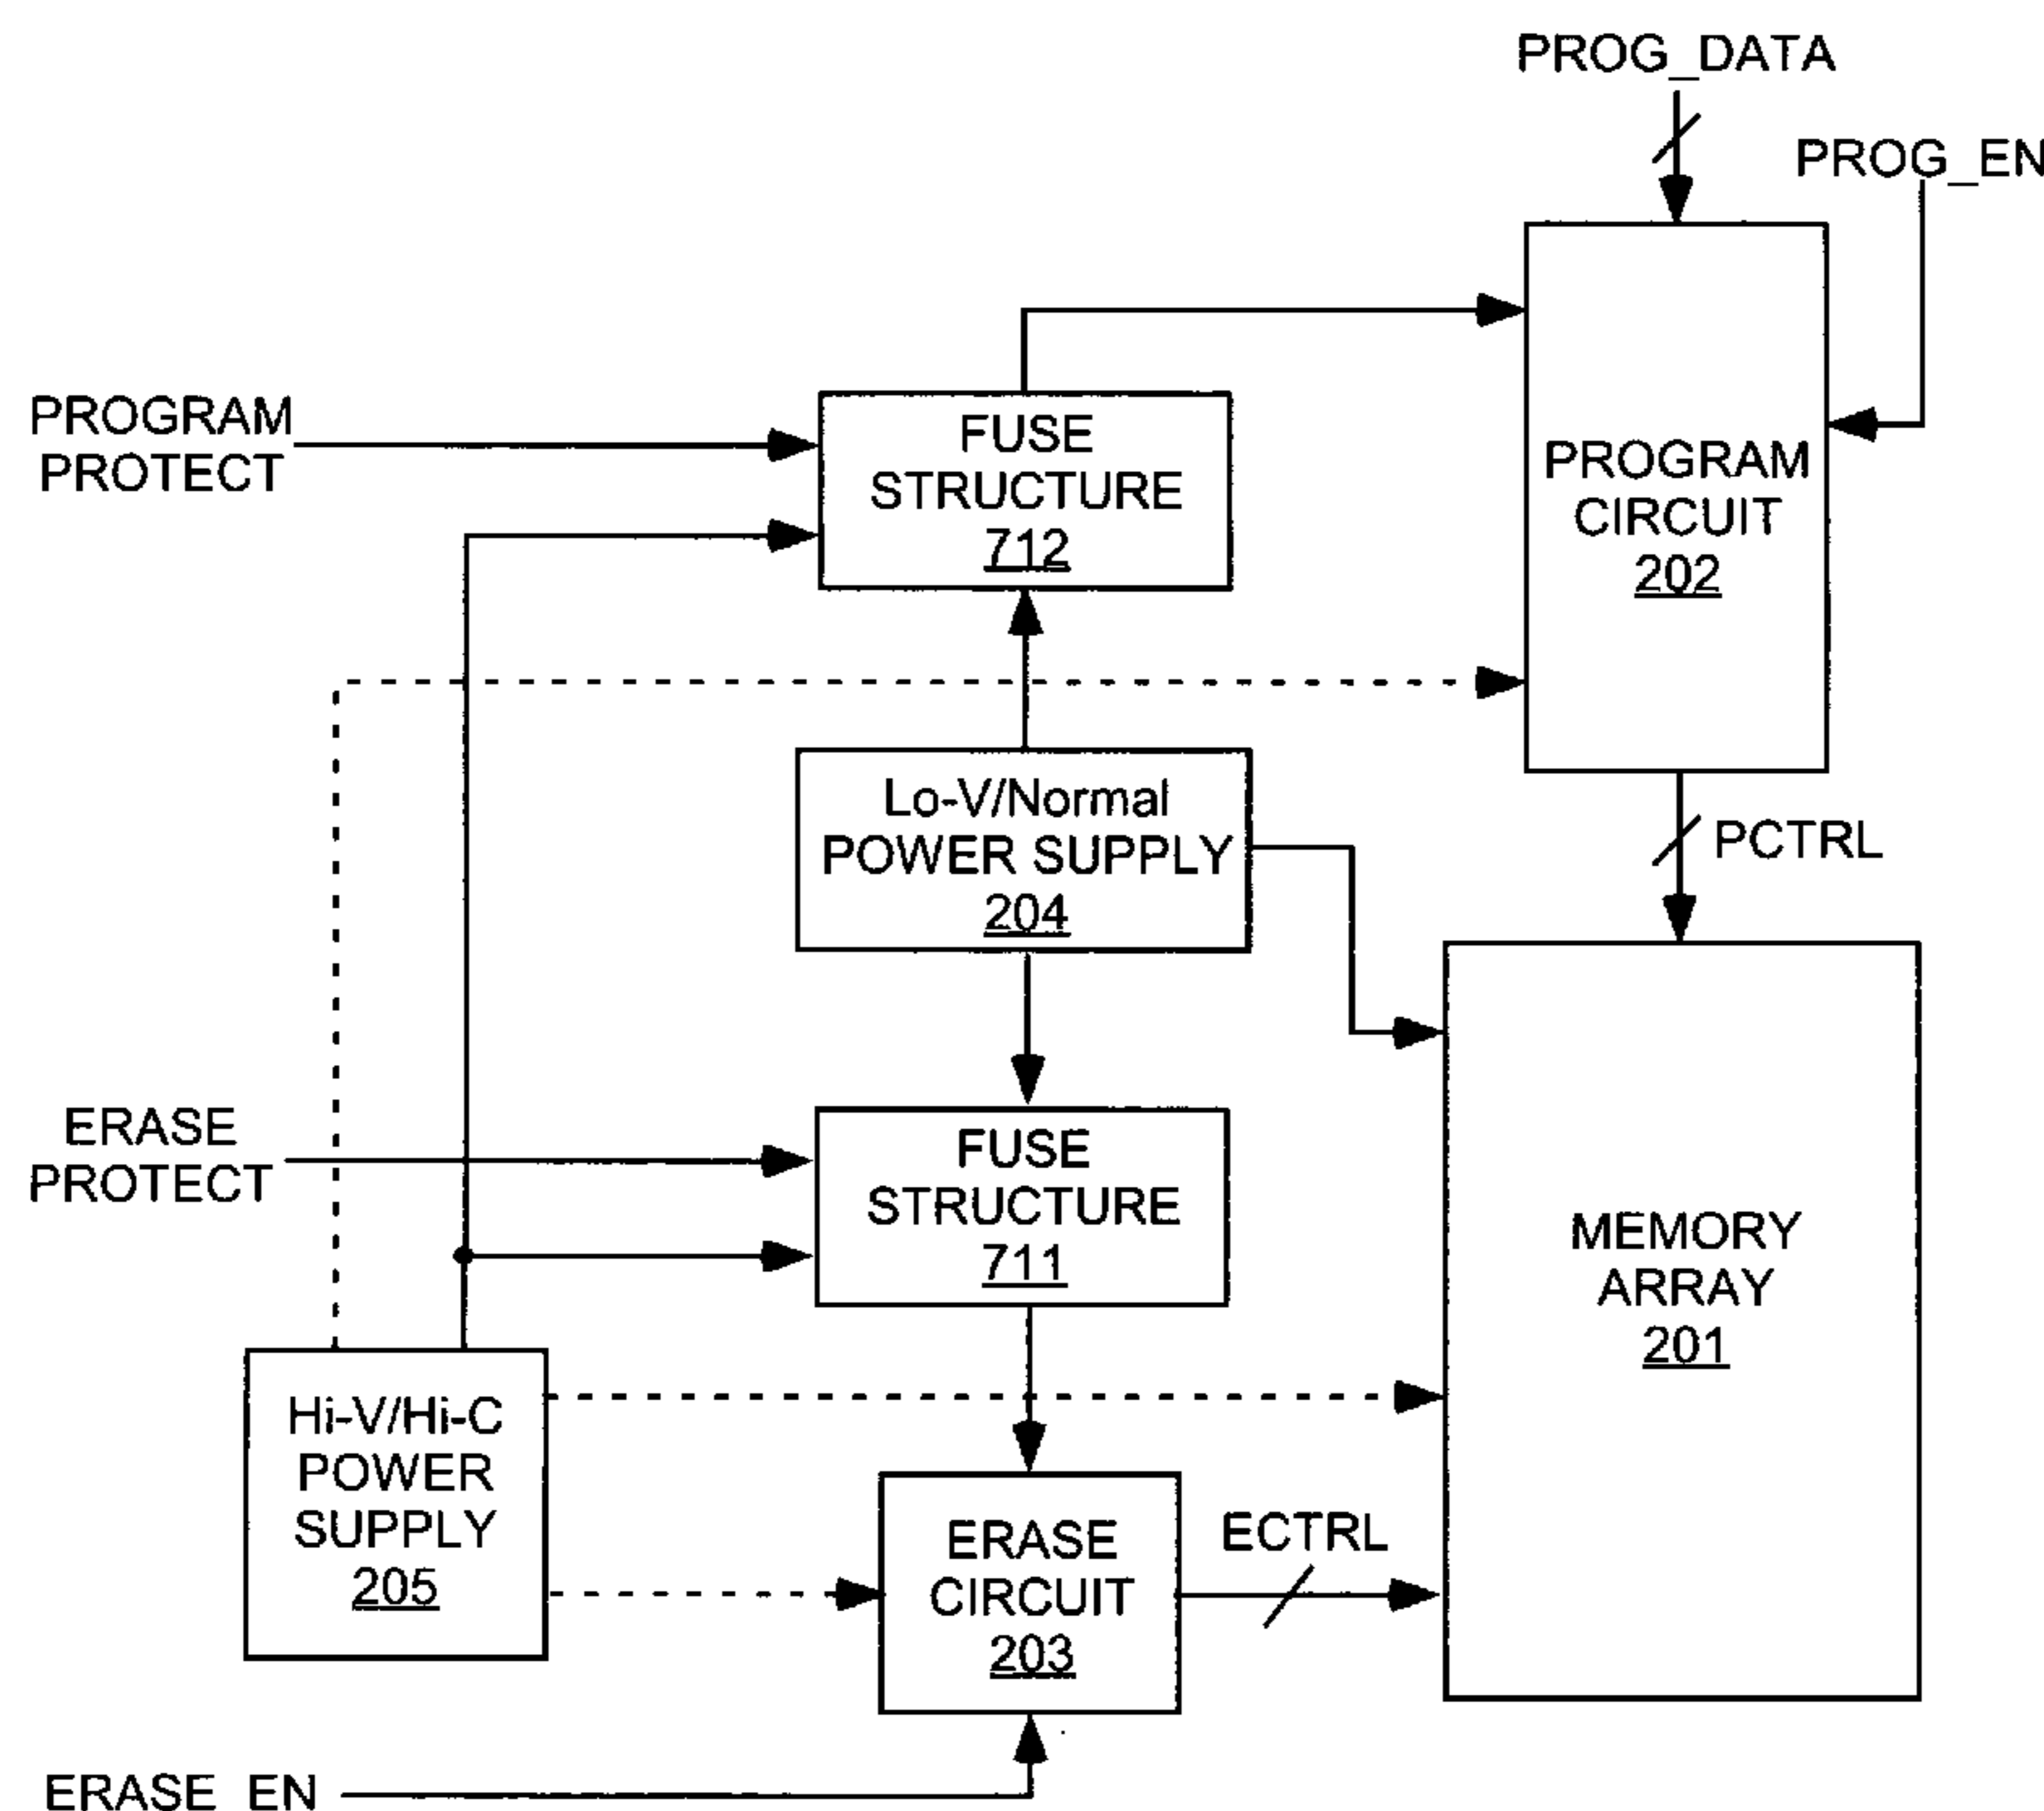 PROG_DATA
PROG_EN
PROGRAM
PROTECT
FUSE
STRUCTURE
712
PROGRAM
CIRCUIT
202
Lo-V/Normal
POWER SUPPLY
204
PCTRL
ERASE
PROTECT
FUSE
STRUCTURE
711
MEMORY
ARRAY
201
Hi-V/Hi-C
POWER
SUPPLY
205
ERASE
CIRCUIT
203
ECTRL
ERASE_EN